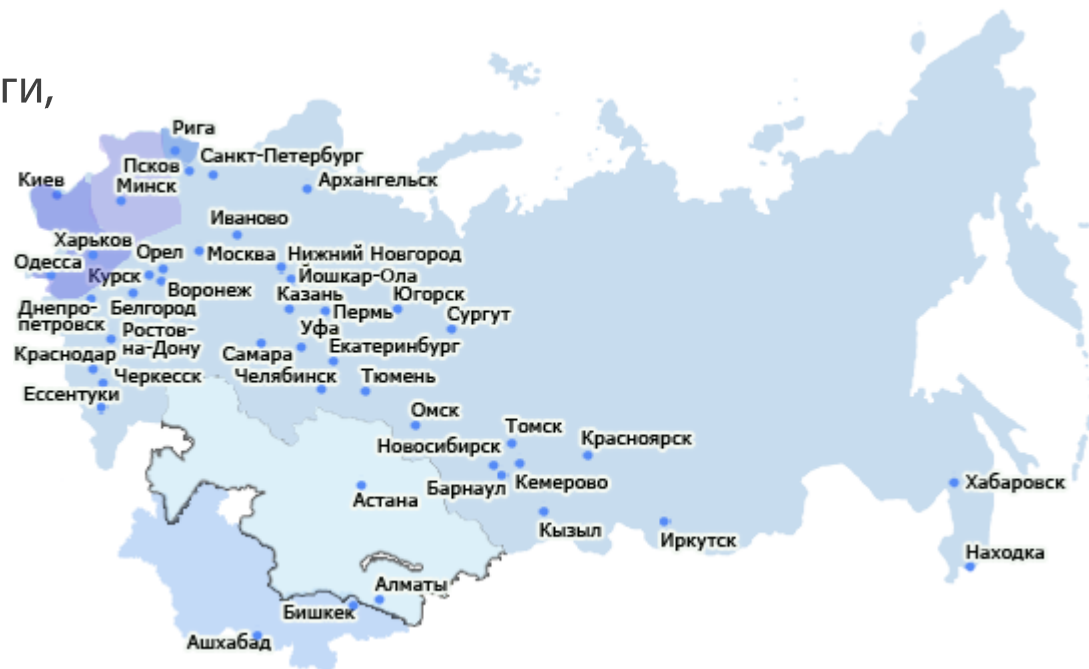 ги,
Рига
Псков
Санкт-Петербург
Киев
Минск
Архангельск
Иваново
Харьков
Орел
Москва
Нижний Новгород
Одесса
Курск
Йошкар-Ола
Воронеж
Казань
Югорск
Днепро-
петровск
Белгород
Пермь
Сургут
Ростов-
на-Дону
Уфа
Краснодар
Самара
Екатеринбург
Черкесск
Челябинск
Тюмень
Ессентуки
Омск
Томск
Новосибирск
Красноярск
Барнаул
Кемерово
Хабаровск
Астана
Кызыл
Иркутск
Находка
Алматы
Бишкек
Ашхабад